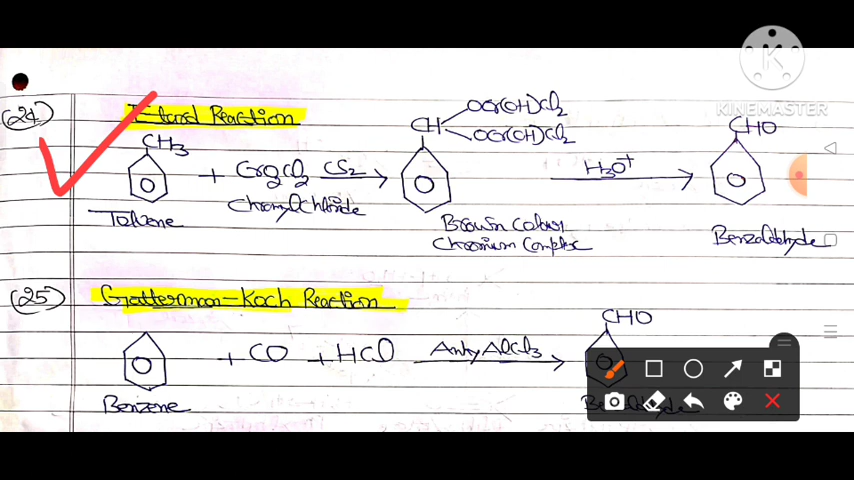 KINEMASTER
(24) Etard Reaction
CH3
+ CrO2Cl2 CS2
Toluene
Chromyl Chloride
CH
OCr(OH)Cl2
OCr(OH)Cl2
Brown Colour
Chromium Complex
H3O+
CHO
Benzaldehyde
(25) Gatterman-Koch Reaction
+ CO + HCl Anhy AlCl3
Benzene
CHO